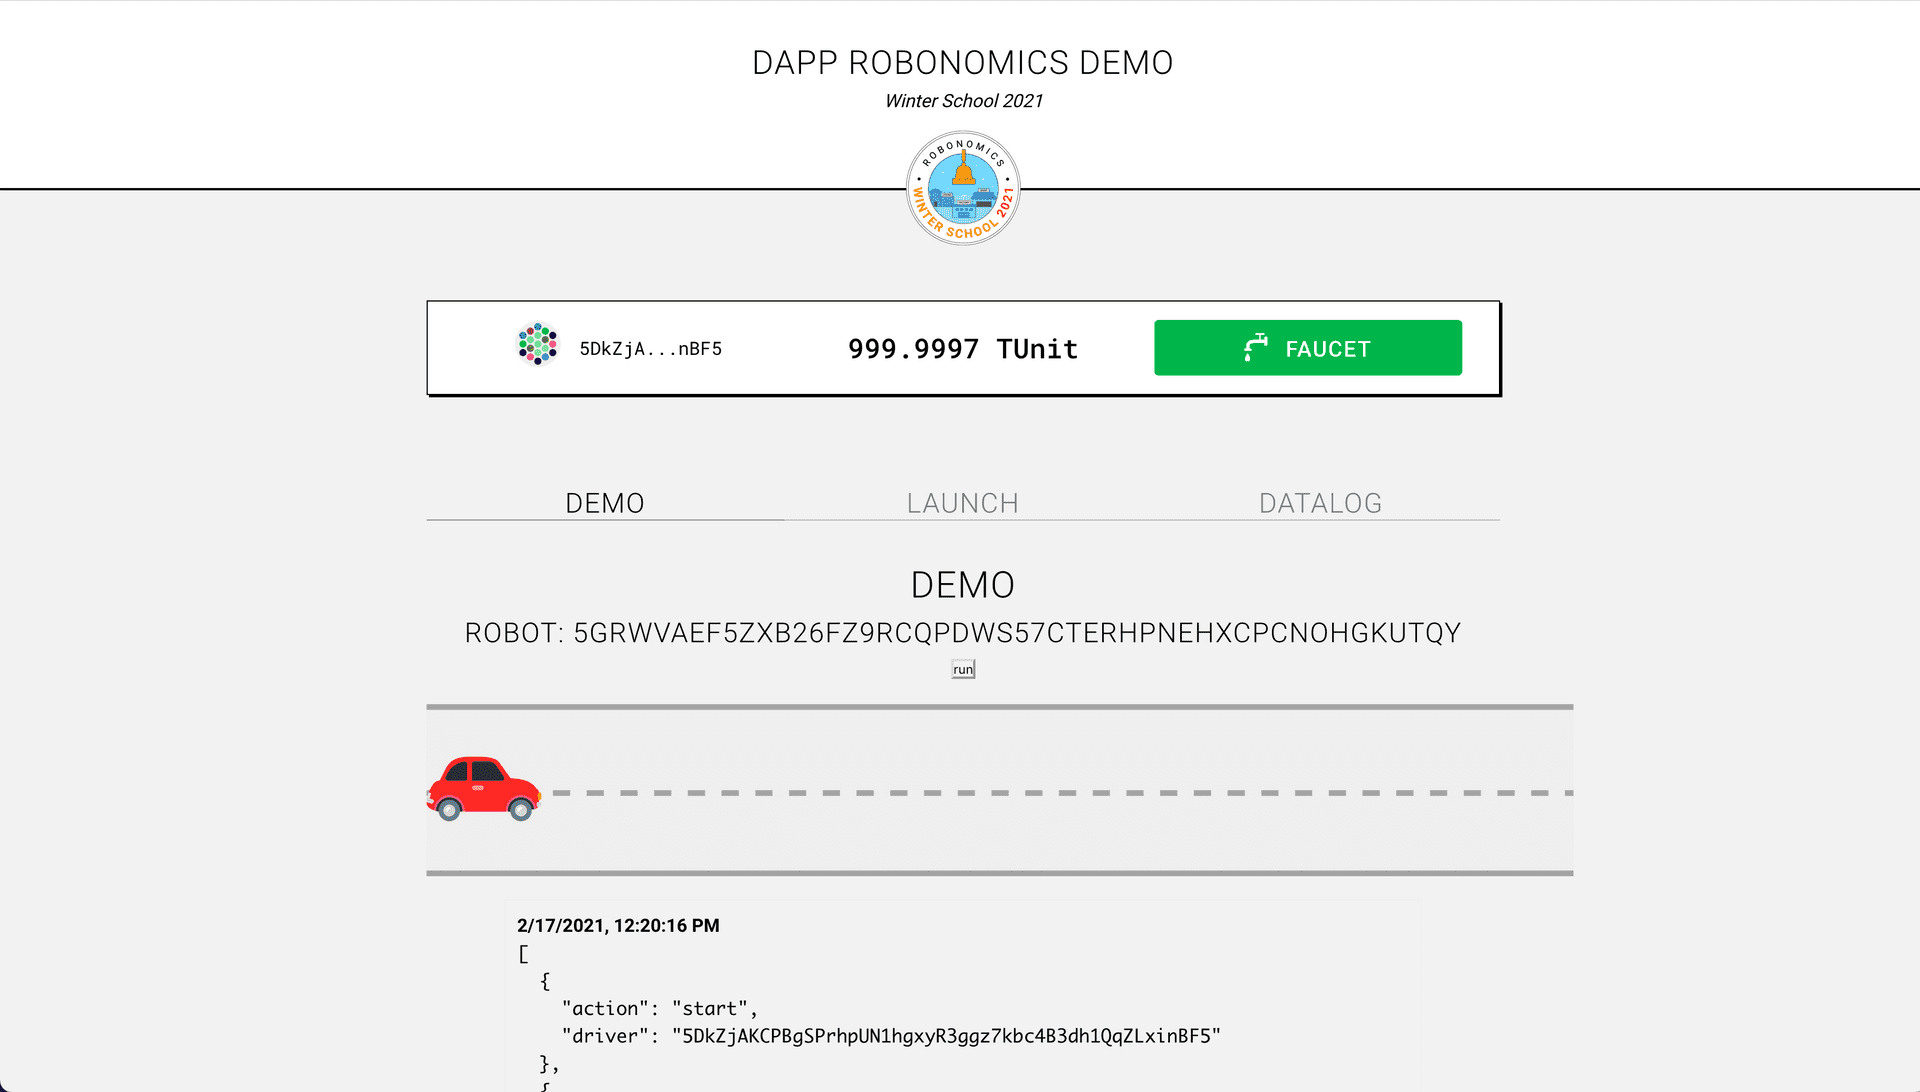 DAPP ROBONOMICS DEMO
Winter School 2021
ROBONOMICS
WINTER SCHOOL 2021
5DkZjA...nBF5
999.9997 TUnit
FAUCET
DEMO
LAUNCH
DATALOG
DEMO
ROBOT: 5GRWVAEF5ZXB26FZ9RCQPDWS57CTERHPNEHXCPCNOHGKUTQY
run
2/17/2021, 12:20:16 PM
[
{
"action": "start",
"driver": "5DkZjAKCPBgSPrhpUN1hgxyR3ggz7kbc4B3dh1QqZLxinBF5"
},
{